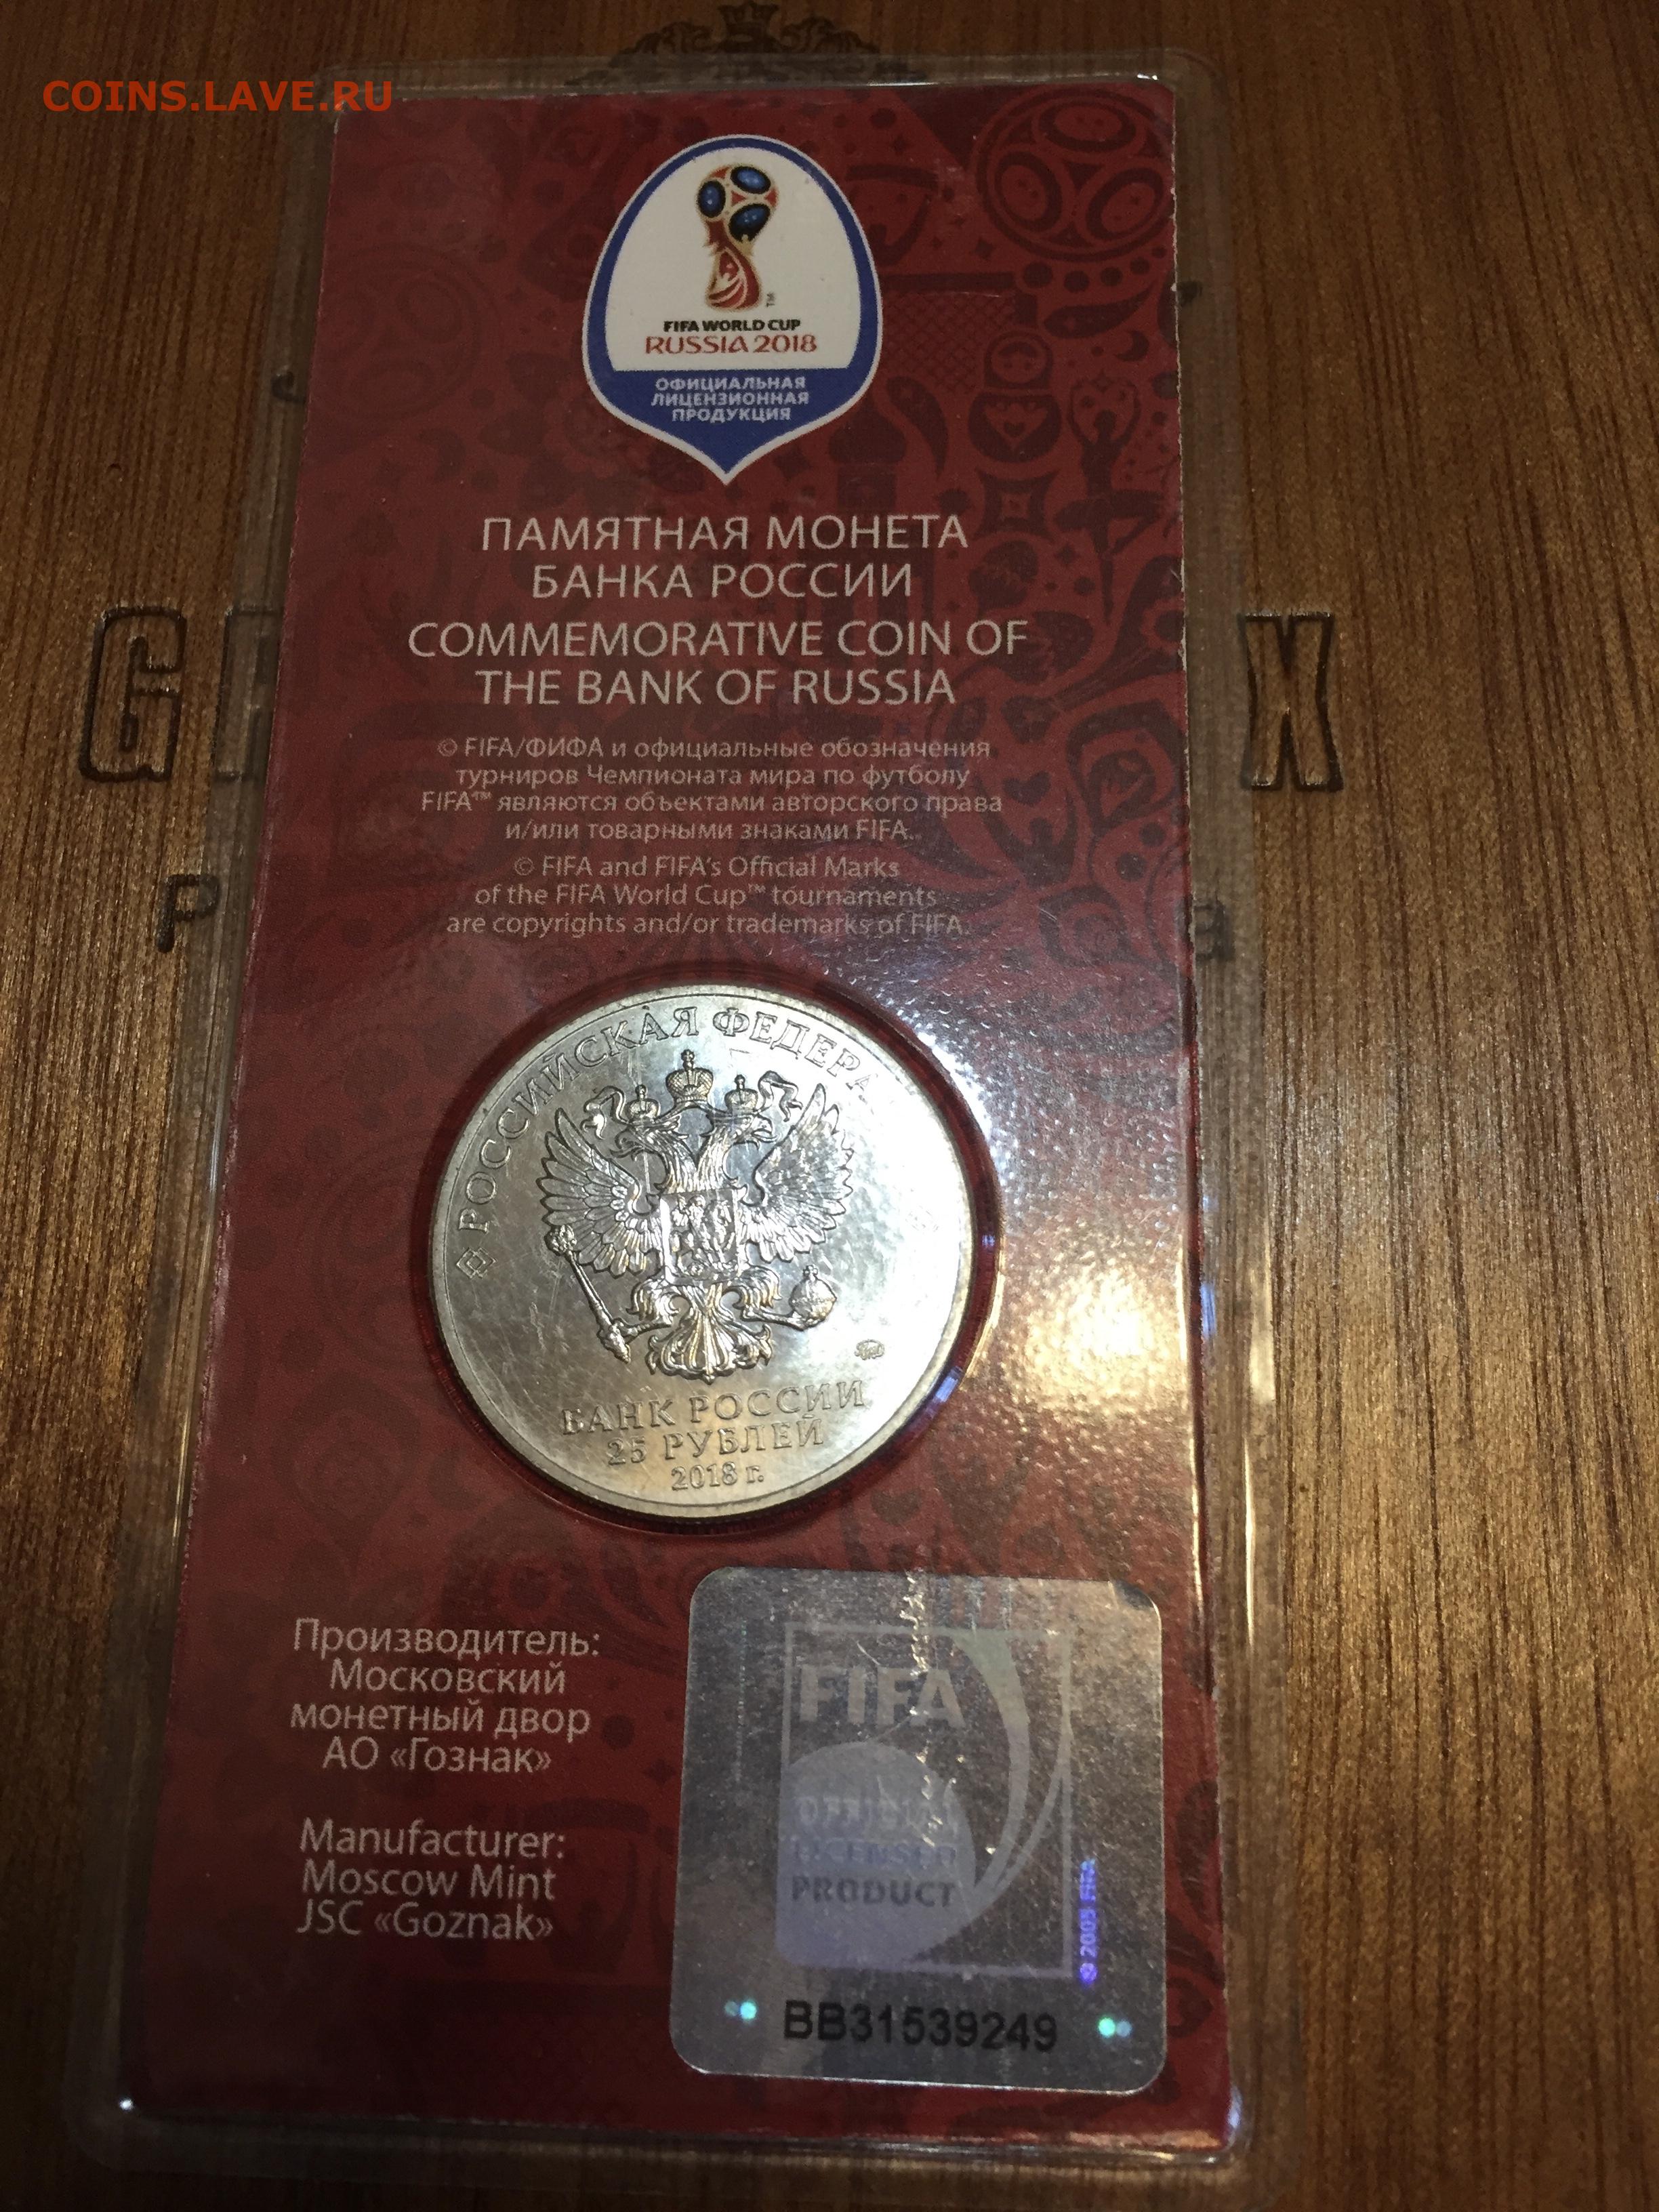 COINS.LAVE.RU
FIFA WORLD CUP
RUSSIA 2018
ОФИЦИАЛЬНАЯ
ЛИЦЕНЗИОННАЯ
ПРОДУКЦИЯ
ПАМЯТНАЯ МОНЕТА
БАНКА РОССИИ
COMMEMORATIVE COIN OF
THE BANK OF RUSSIA
© FIFA/ФИФА и официальные обозначения
турниров Чемпионата мира по футболу
FIFA™ являются объектами авторского права
и/или товарными знаками FIFA.
© FIFA and FIFA's Official Marks
of the FIFA World Cup™ tournaments
are copyrights and/or trademarks of FIFA.
РОССИЙСКАЯ ФЕДЕРА
БАНК РОССИИ
25 РУБЛЕЙ
2018 г.
Производитель:
Московский
монетный двор
АО «Гознак»
Manufacturer:
Moscow Mint
JSC «Goznak»
FIFA
OFFICIAL
LICENSED
PRODUCT
© 2005 FIFA
BB31539249